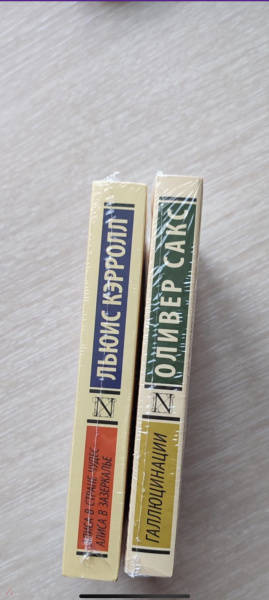 ЛЬЮИС КЭРРОЛЛ
АЛИСА В СТРАНЕ ЧУДЕС
АЛИСА В ЗАЗЕРКАЛЬЕ
ОЛИВЕР САКС
ГАЛЛЮЦИНАЦИИ